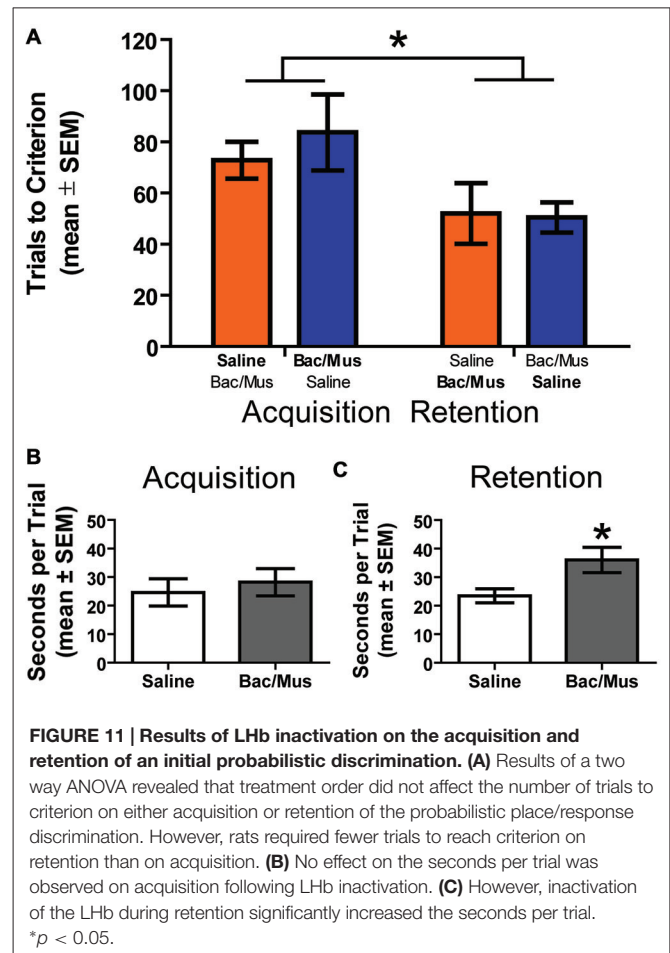 A
*
Trials to Criterion
(mean ± SEM)
120
100
80
60
40
20
0
Saline Bac/Mus Saline Bac/Mus
Bac/Mus Saline Bac/Mus Saline
Acquisition Retention
B
Acquisition
Seconds per Trial
(mean ± SEM)
50
40
30
20
10
0
Saline Bac/Mus
C
Retention
*
Seconds per Trial
(mean ± SEM)
50
40
30
20
10
0
Saline Bac/Mus
FIGURE 11 | Results of LHb inactivation on the acquisition and
retention of an initial probabilistic discrimination. (A) Results of a two
way ANOVA revealed that treatment order did not affect the number of trials to
criterion on either acquisition or retention of the probabilistic place/response
discrimination. However, rats required fewer trials to reach criterion on
retention than on acquisition. (B) No effect on the seconds per trial was
observed on acquisition following LHb inactivation. (C) However, inactivation
of the LHb during retention significantly increased the seconds per trial.
*p < 0.05.